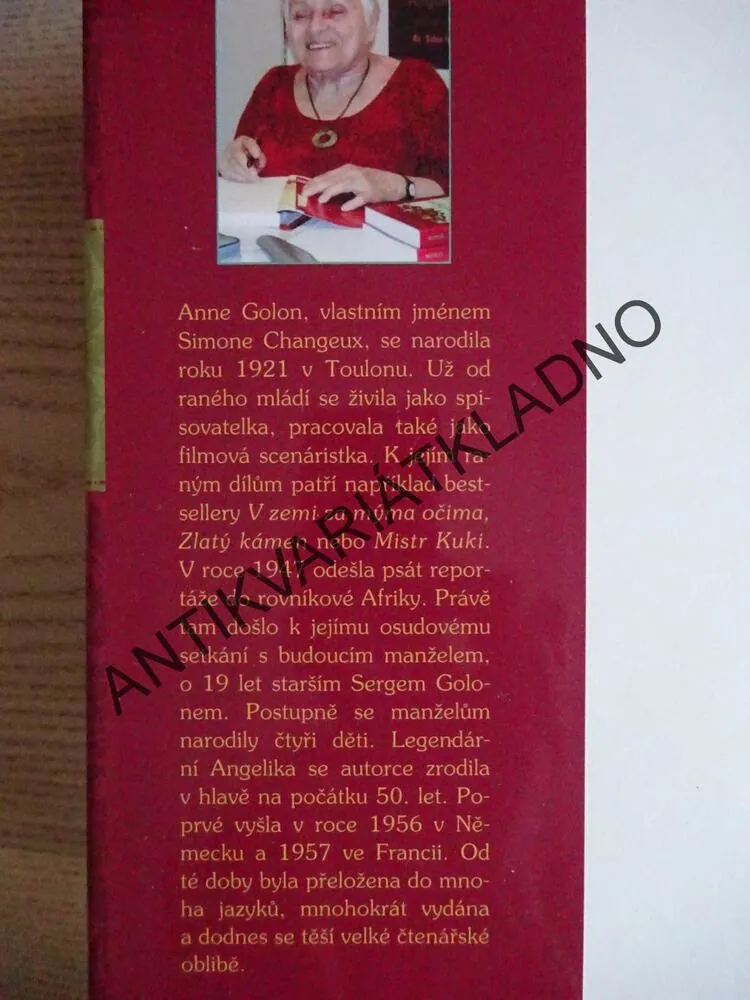 Anne Golon, vlastním jménem
Simone Changeux, se narodila
roku 1921 v Toulonu. Už od
raného mládí se živila jako spi-
sovatelka, pracovala také jako
filmová scenáristka. K jejím ra-
ným dílům patří například best-
sellery V zemi za mýma očima,
Zlatý kámen nebo Mistr Kuki.
V roce 1947 odešla psát repor-
táže do rovníkové Afriky. Právě
tam došlo k jejímu osudovému
setkání s budoucím manželem,
o 19 let starším Sergem Golo-
nem. Postupně se manželům
narodily čtyři děti. Legendár-
ní Angelika se autorce zrodila
v hlavě na počátku 50. let. Po-
prvé vyšla v roce 1956 v Ně-
mecku a 1957 ve Francii. Od
té doby byla přeložena do mno-
ha jazyků, mnohokrát vydána
a dodnes se těší velké čtenářské
oblibě.
ANTIKVARIÁTKLADNO